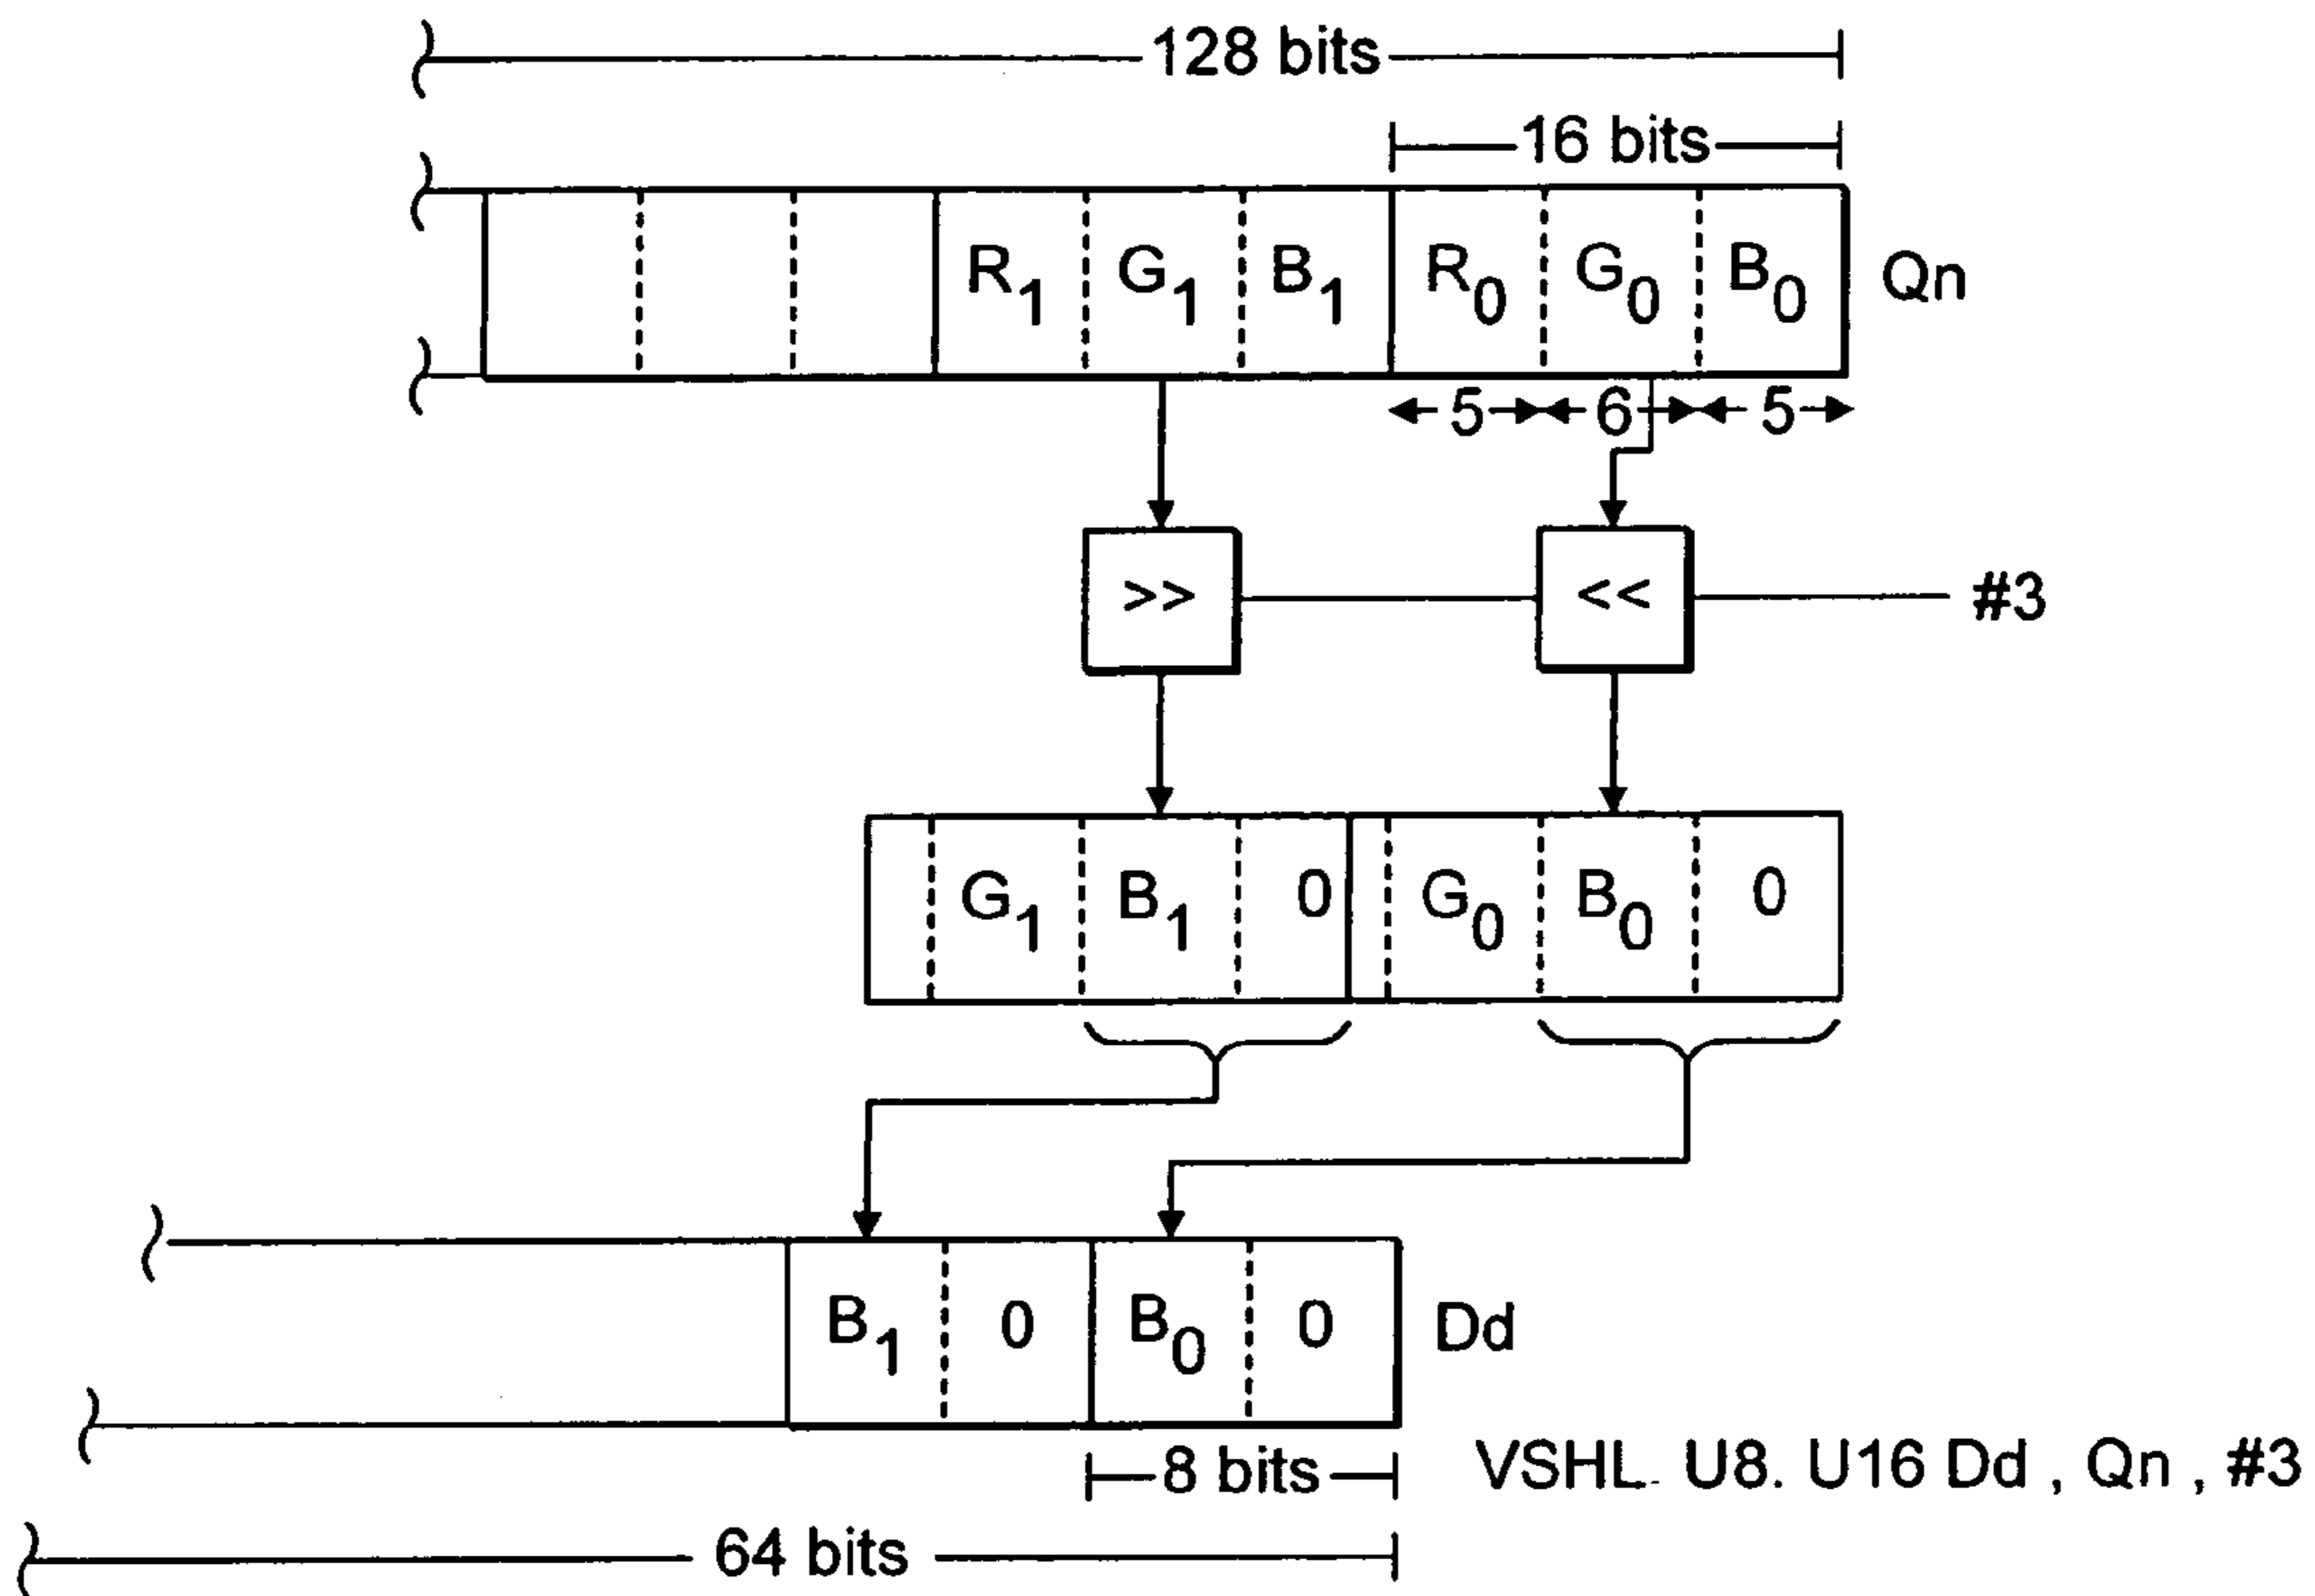 128 bits
16 bits
R1 G1 B1 R0 G0 B0 Qn
5 6 5
>> << #3
G1 B1 0 G0 B0 0
B1 0 B0 0 Dd
8 bits
VSHL. U8. U16 Dd , Qn , #3
64 bits